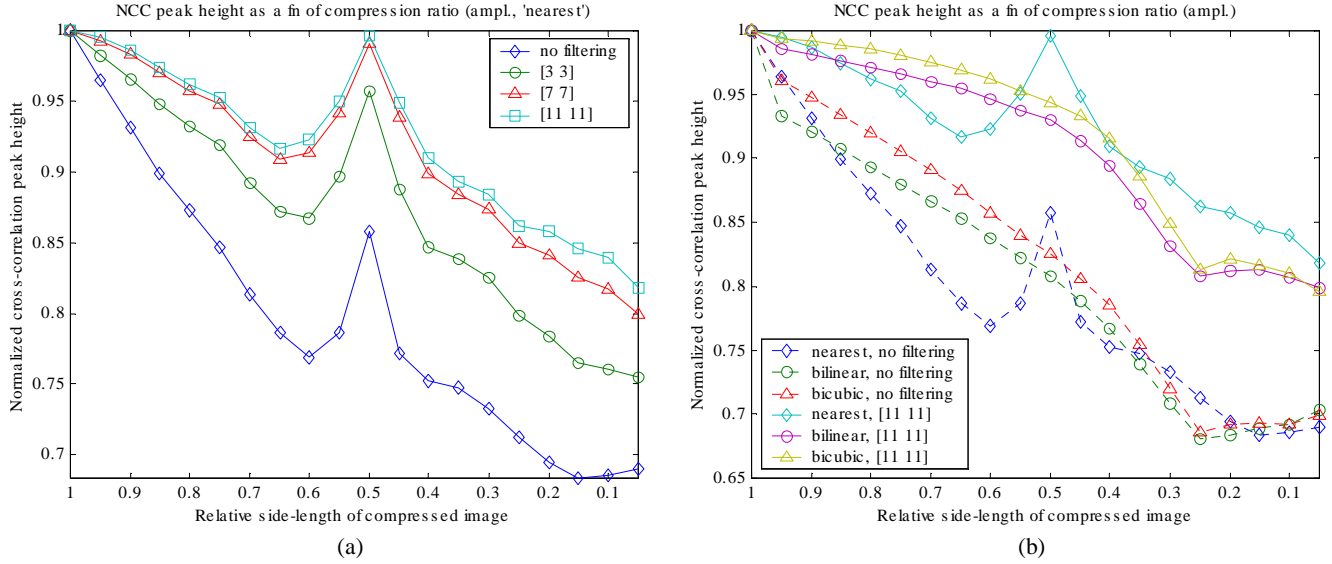 NCC peak height as a fn of compression ratio (ampl., 'nearest')
1
0.95
0.9
0.85
0.8
0.75
0.7
Normalized cross-correlation peak height
no filtering
[3 3]
[7 7]
[11 11]
1 0.9 0.8 0.7 0.6 0.5 0.4 0.3 0.2 0.1
Relative side-length of compressed image
(a)
NCC peak height as a fn of compression ratio (ampl.)
1
0.95
0.9
0.85
0.8
0.75
0.7
0.65
Normalized cross-correlation peak height
nearest, no filtering
bilinear, no filtering
bicubic, no filtering
nearest, [11 11]
bilinear, [11 11]
bicubic, [11 11]
1 0.9 0.8 0.7 0.6 0.5 0.4 0.3 0.2 0.1
Relative side-length of compressed image
(b)